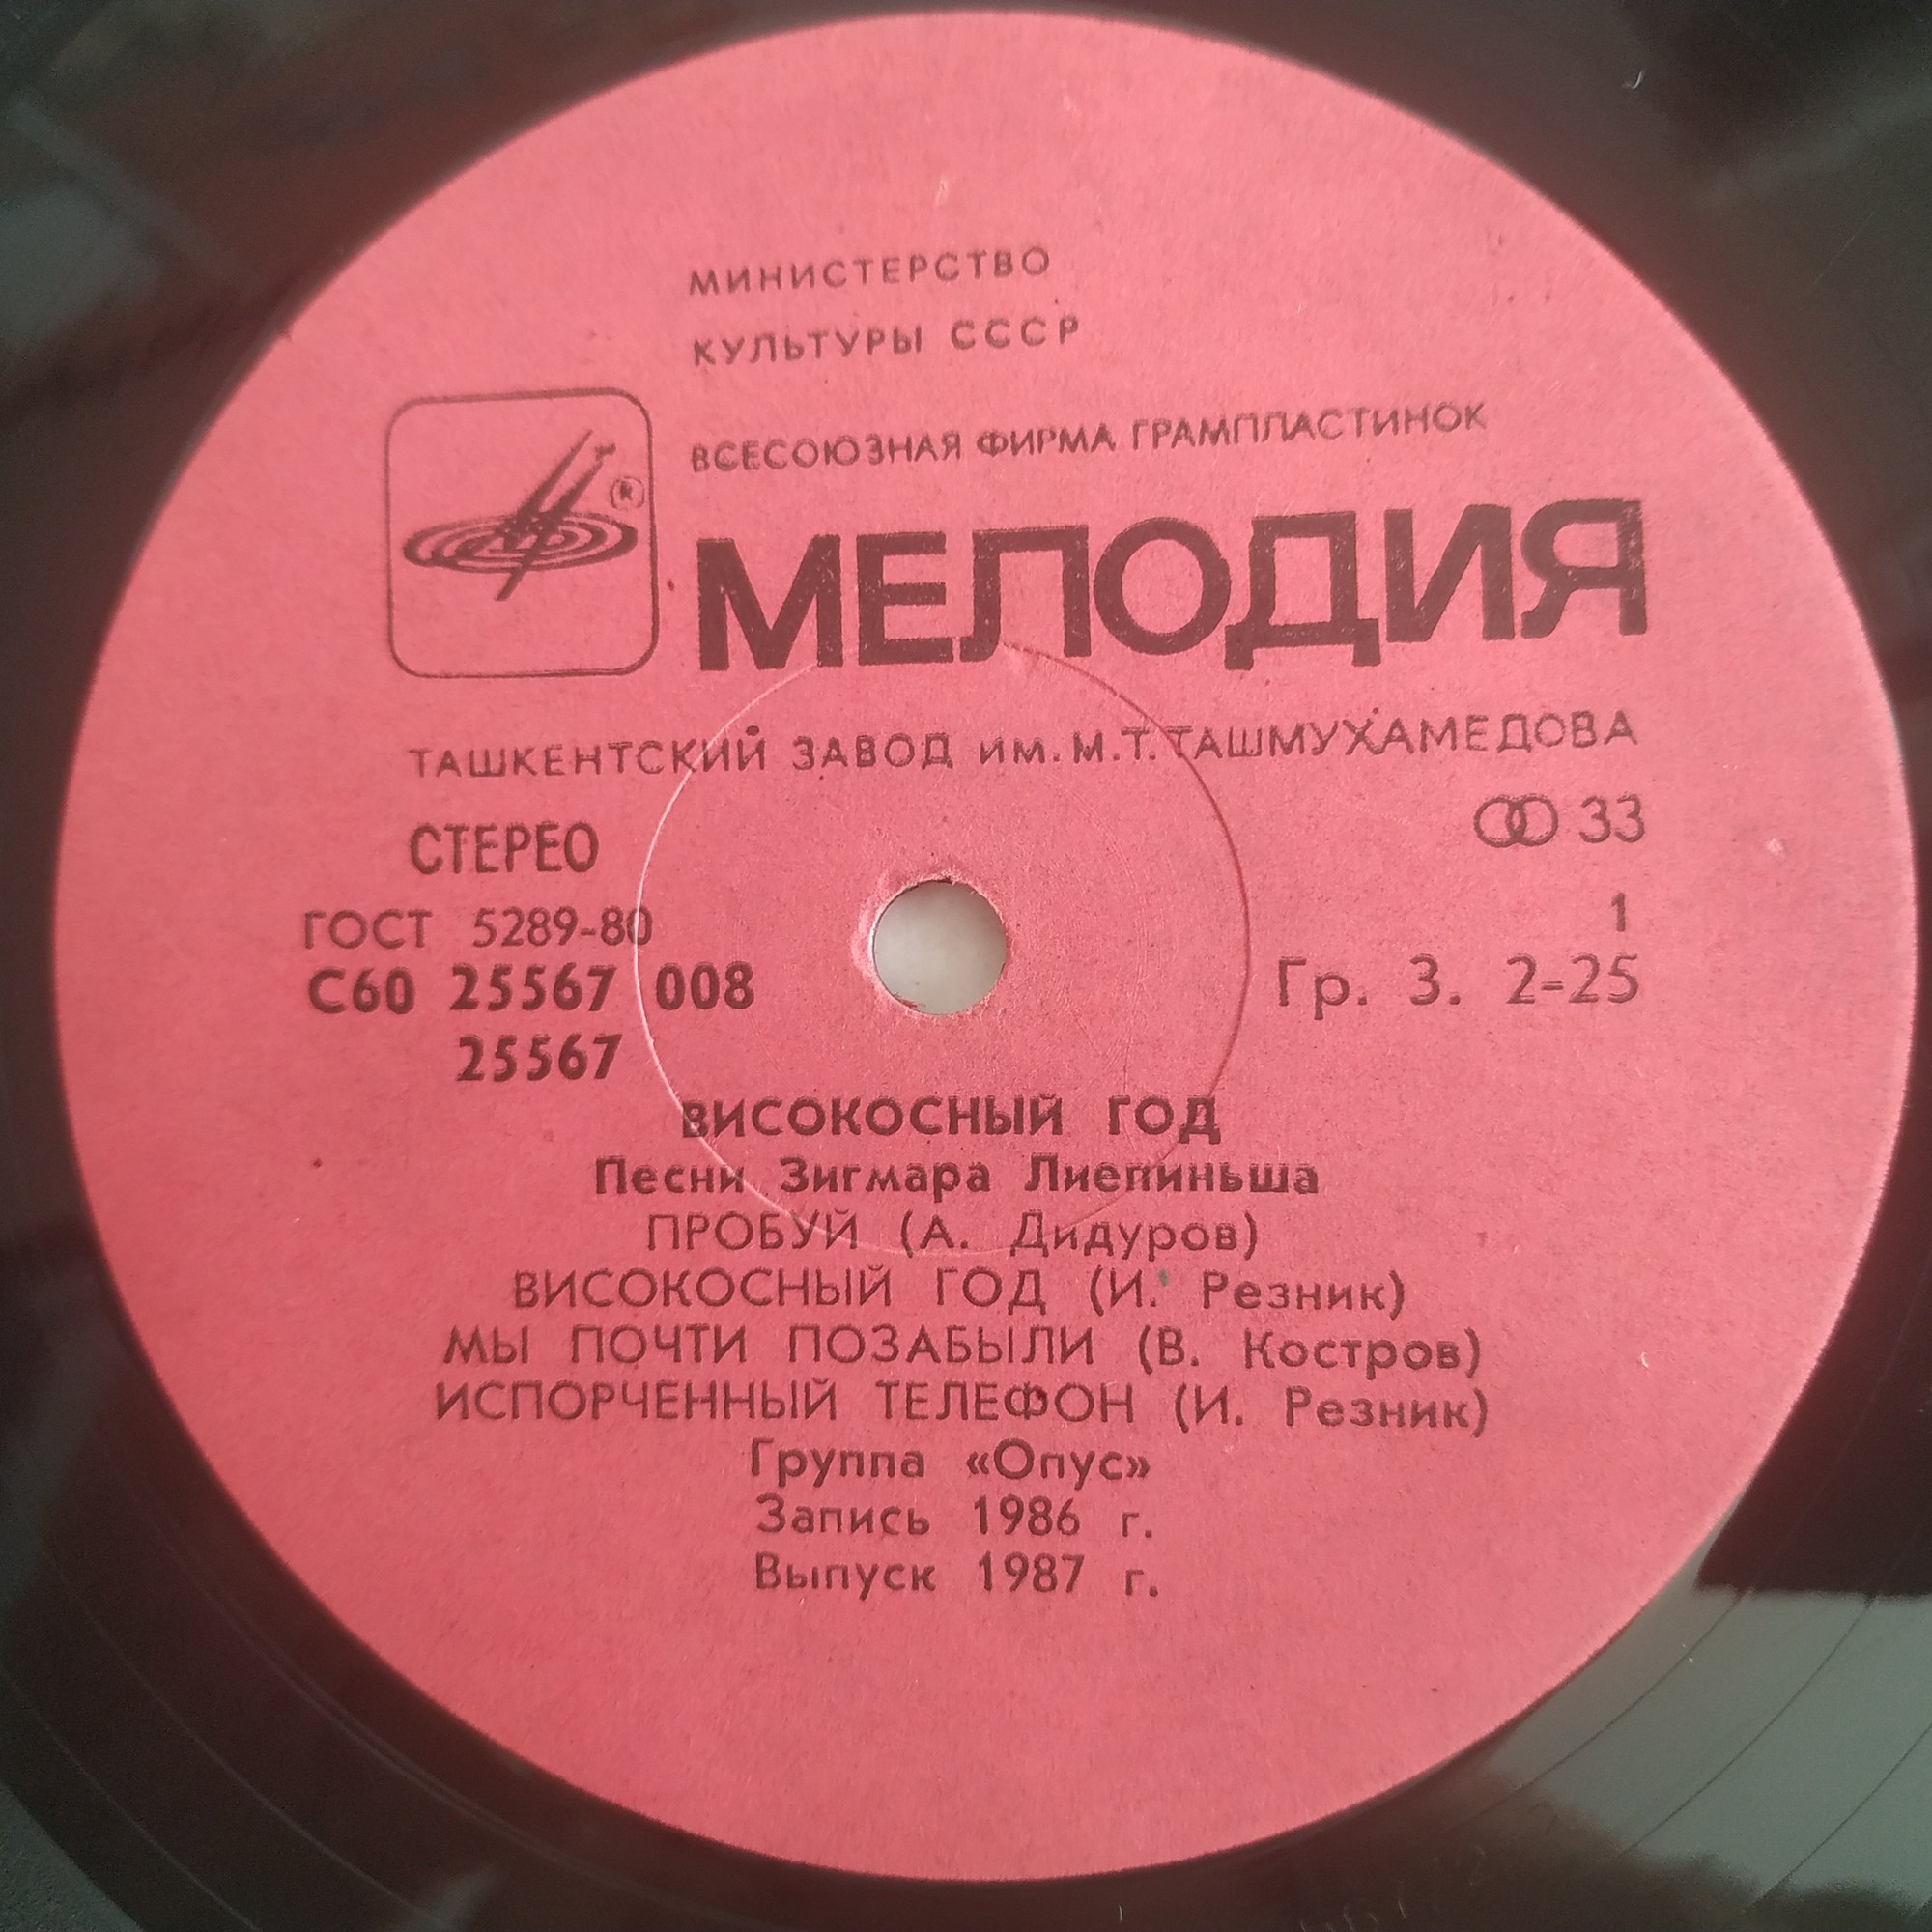 МИНИСТЕРСТВО
КУЛЬТУРЫ СССР
ВСЕСОЮЗНАЯ ФИРМА ГРАМПЛАСТИНОК
®
МЕЛОДИЯ
ТАШКЕНТСКИЙ ЗАВОД ИМ. М.Т. ТАШМУХАМЕДОВА
СТЕРЕО 33
ГОСТ 5289-80 1
С60 25567 008 Гр. 3. 2-25
25567
ВИСОКОСНЫЙ ГОД
Песни Зигмара Лиепиньша
ПРОБУЙ (А. Дидуров)
ВИСОКОСНЫЙ ГОД (И. Резник)
МЫ ПОЧТИ ПОЗАБЫЛИ (В. Костров)
ИСПОРЧЕННЫЙ ТЕЛЕФОН (И. Резник)
Группа «Опус»
Запись 1986 г.
Выпуск 1987 г.